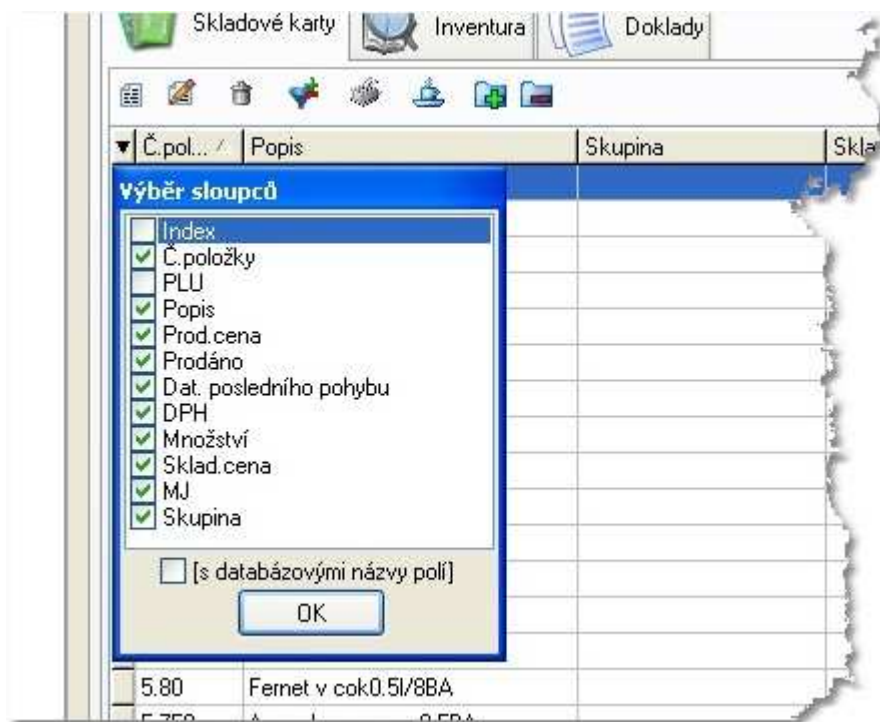 Skladové karty
Inventura
Doklady
Č.pol...
Popis
Skupina
Skla
Výběr sloupců
Index
Č.položky
PLU
Popis
Prod.cena
Prodáno
Dat. posledního pohybu
DPH
Množství
Sklad.cena
MJ
Skupina
[s databázovými názvy polí]
OK
5.80 Fernet v cok0.5l/8BA